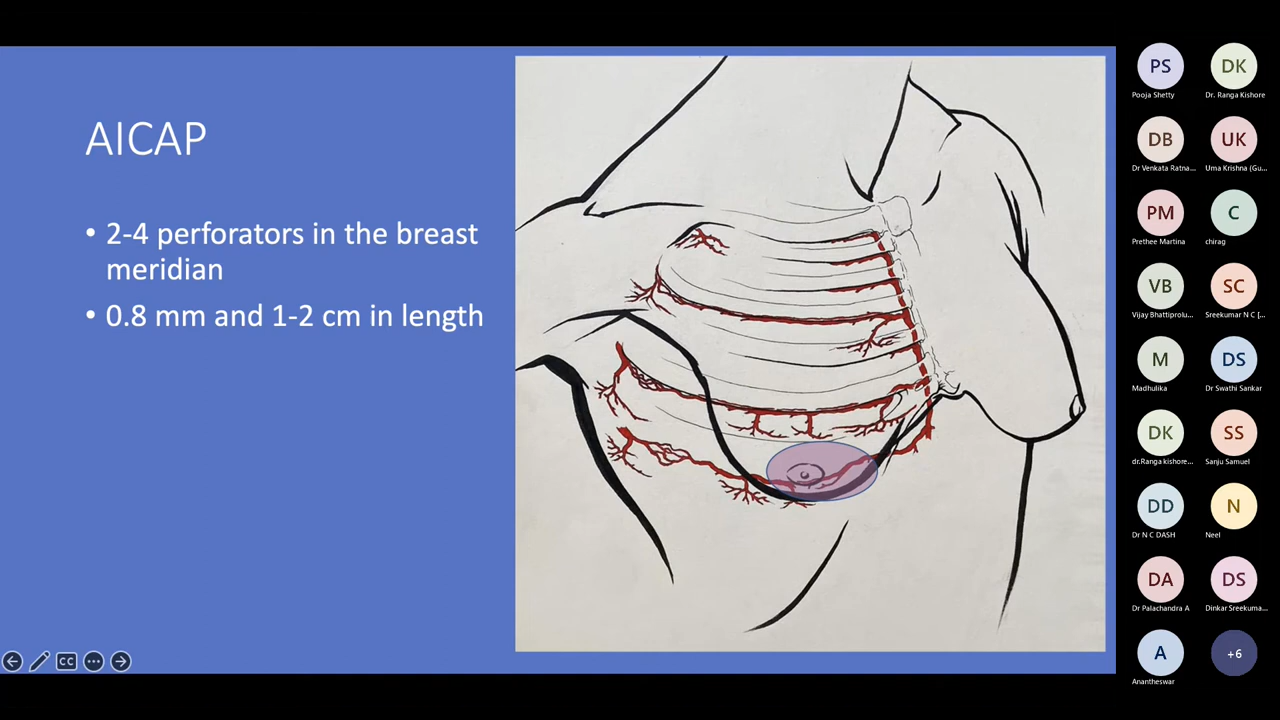 AICAP
• 2-4 perforators in the breast
meridian
• 0.8 mm and 1-2 cm in length
CC
PS
Pooja Shetty
DK
Dr. Ranga Kishore
DB
Dr Venkata Ratna...
UK
Uma Krishna (Gu...
PM
Prethee Martina
C
chirag
VB
Vijay Bhattiprolu...
SC
Sreekumar N C [...
M
Madhulika
DS
Dr Swathi Sankar
DK
dr.Ranga kishore...
SS
Sanju Samuel
DD
Dr N C DASH
N
Neel
DA
Dr Palachandra A
DS
Dinkar Sreekuma...
A
Anantheswar
+6